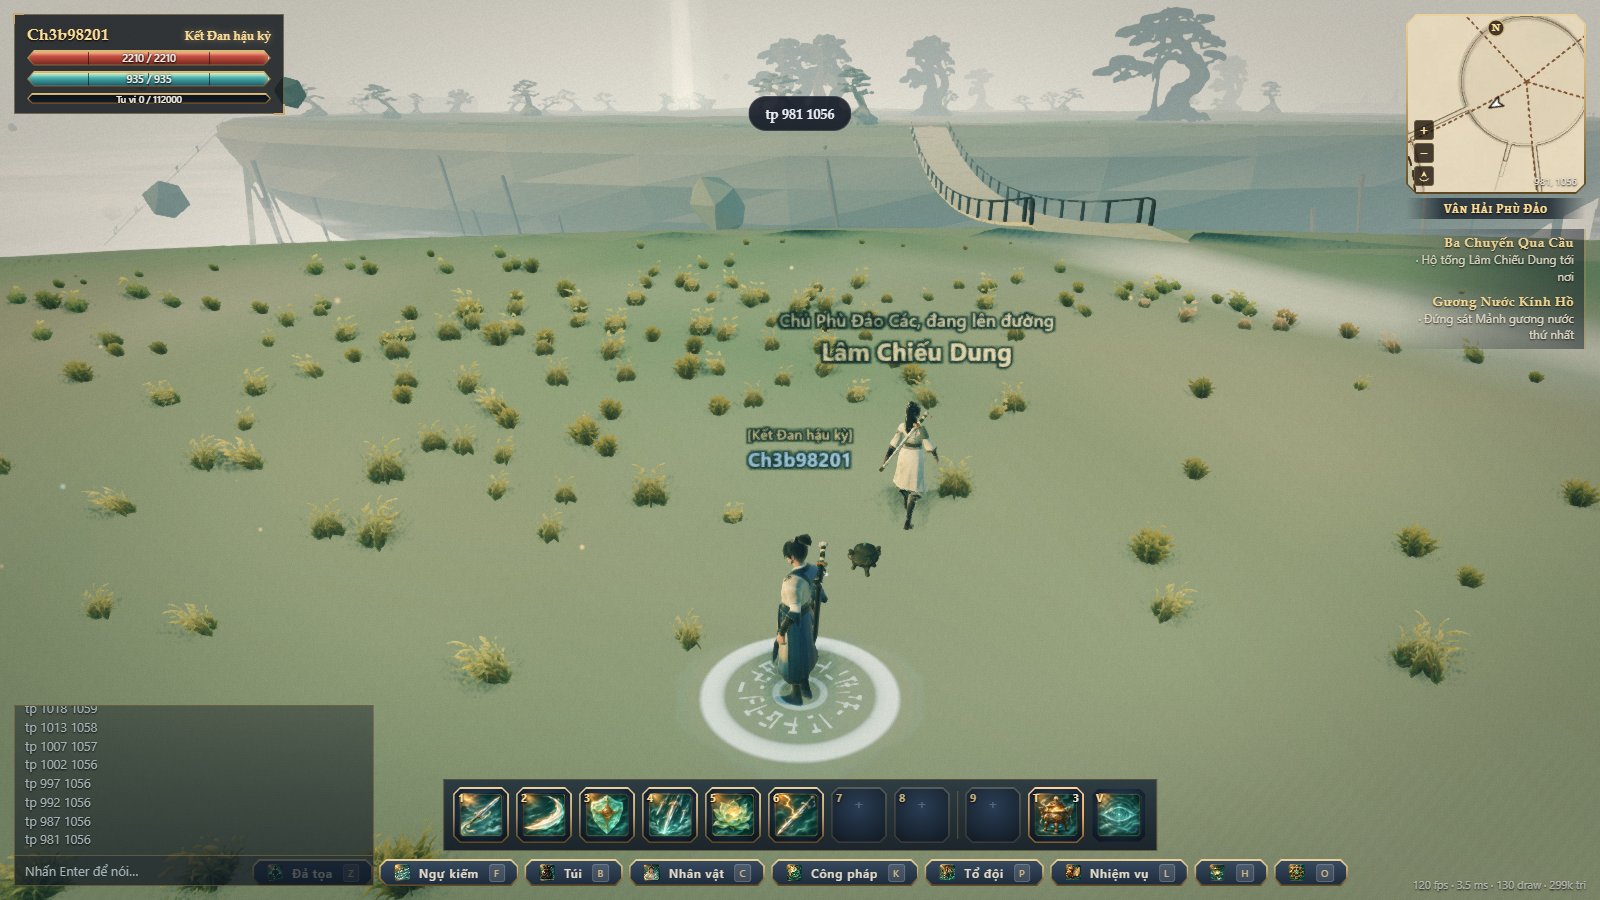 Ch3b98201
Kết Đan hậu kỳ
2210 / 2210
935 / 935
Tu vi 0 / 112000
tp 981 1056
N
+
−
981, 1056
Vân Hải Phù Đảo
Ba Chuyến Qua Cầu
· Hộ tống Lâm Chiếu Dung tới
nơi
Gương Nước Kính Hồ
· Đứng sát Mảnh gương nước
thứ nhất
Chủ Phù Đảo Các, đang lên đường
Lâm Chiếu Dung
[Kết Đan hậu kỳ]
Ch3b98201
tp 1018 1059
tp 1013 1058
tp 1007 1057
tp 1002 1056
tp 997 1056
tp 992 1056
tp 987 1056
tp 981 1056
Nhấn Enter để nói...
1 2 3 4 5 6 7 + 8 + 9 + T 3 V
Đả tọa Z
Ngự kiếm F
Túi B
Nhân vật C
Công pháp K
Tổ đội P
Nhiệm vụ L
H
O
120 fps · 3.5 ms · 130 draw · 299k tri